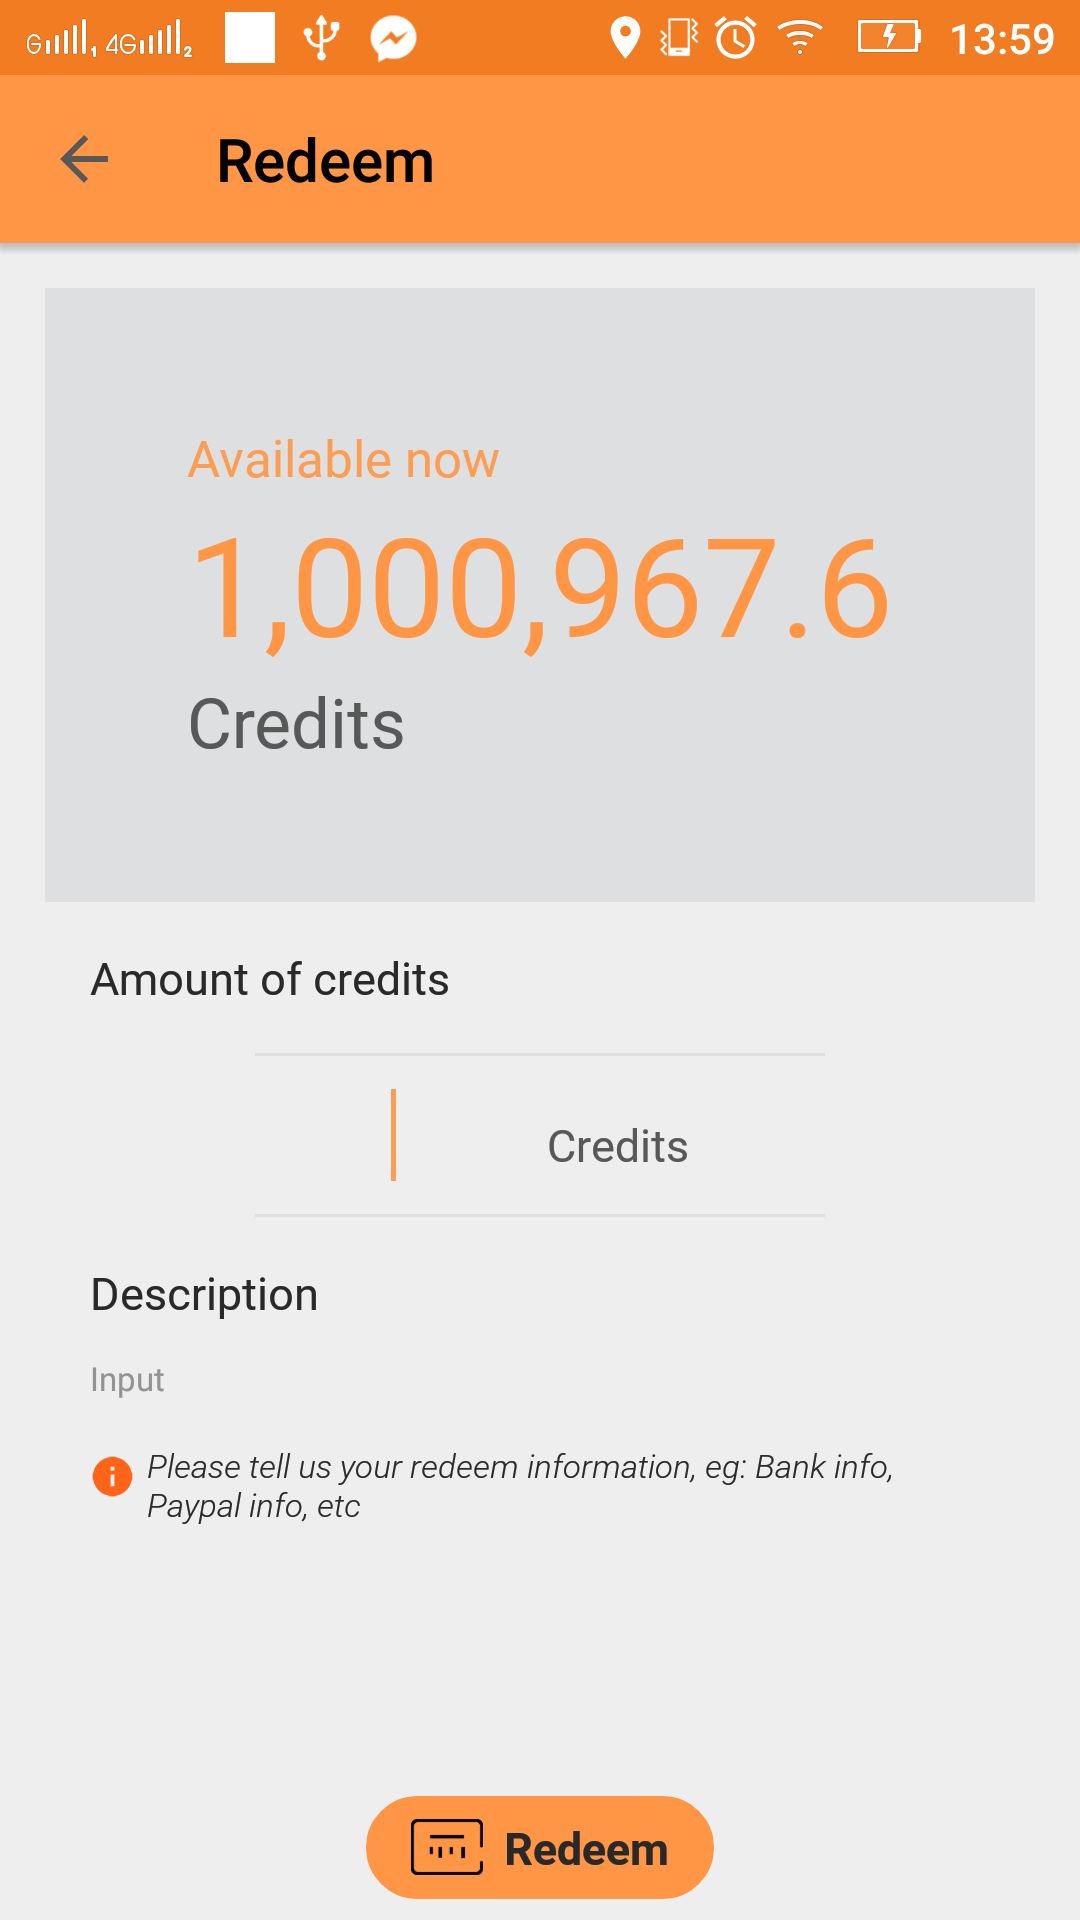 G 1 4G 2 13:59
Redeem
Available now
1,000,967.6
Credits
Amount of credits
Credits
Description
Input
Please tell us your redeem information, eg: Bank info,
Paypal info, etc
Redeem